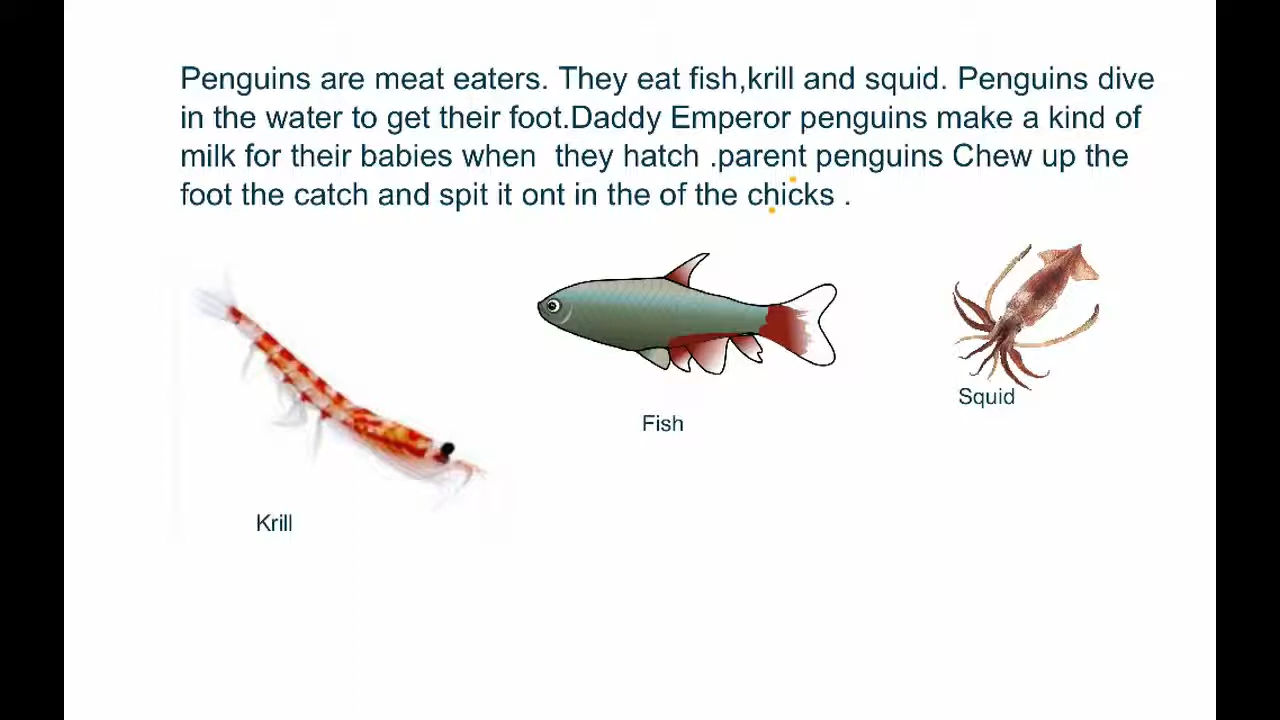 Penguins are meat eaters. They eat fish,krill and squid. Penguins dive
in the water to get their foot.Daddy Emperor penguins make a kind of
milk for their babies when  they hatch .parent penguins Chew up the
foot the catch and spit it ont in the of the chicks .
Squid
Fish
Krill